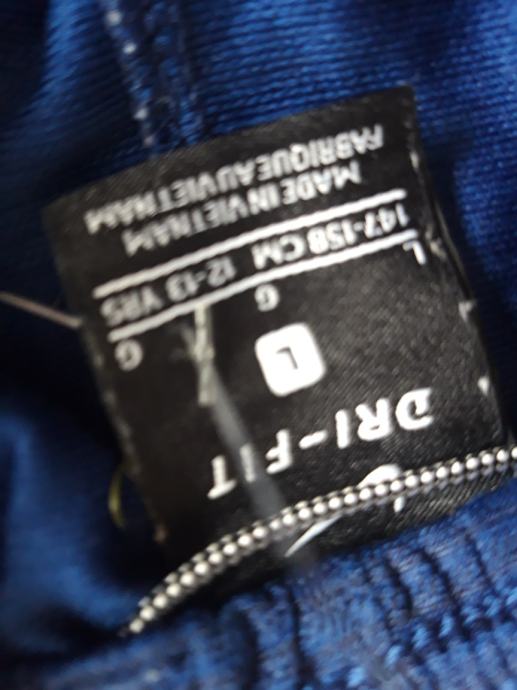 DRI-FIT
L
G G
L 147-158 CM 12-13 YRS
MADE IN VIETNAM
FABRIQUE AU VIETNAM